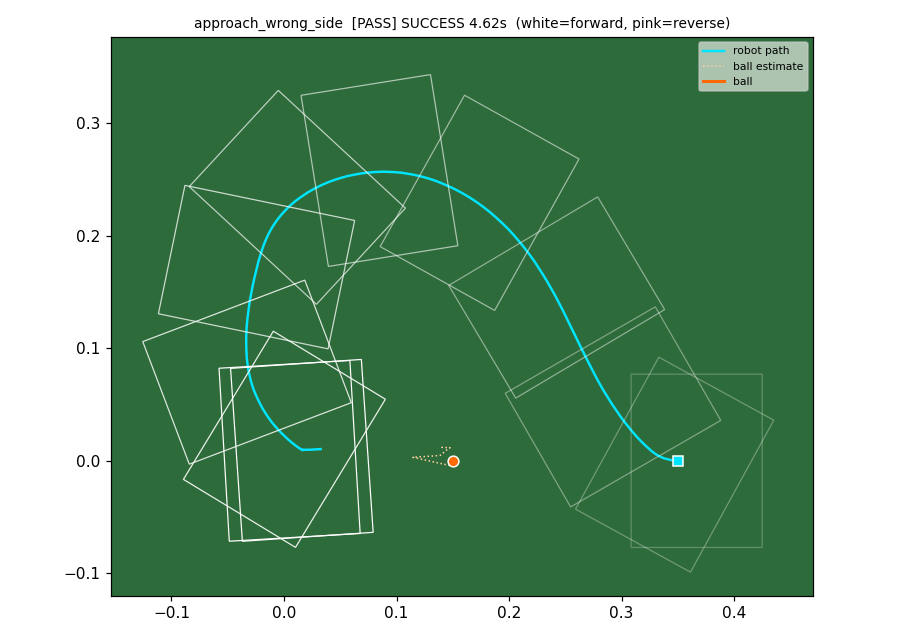 approach_wrong_side  [PASS] SUCCESS 4.62s  (white=forward, pink=reverse)
robot path
ball estimate
ball
0.3
0.2
0.1
0.0
−0.1
−0.1 0.0 0.1 0.2 0.3 0.4